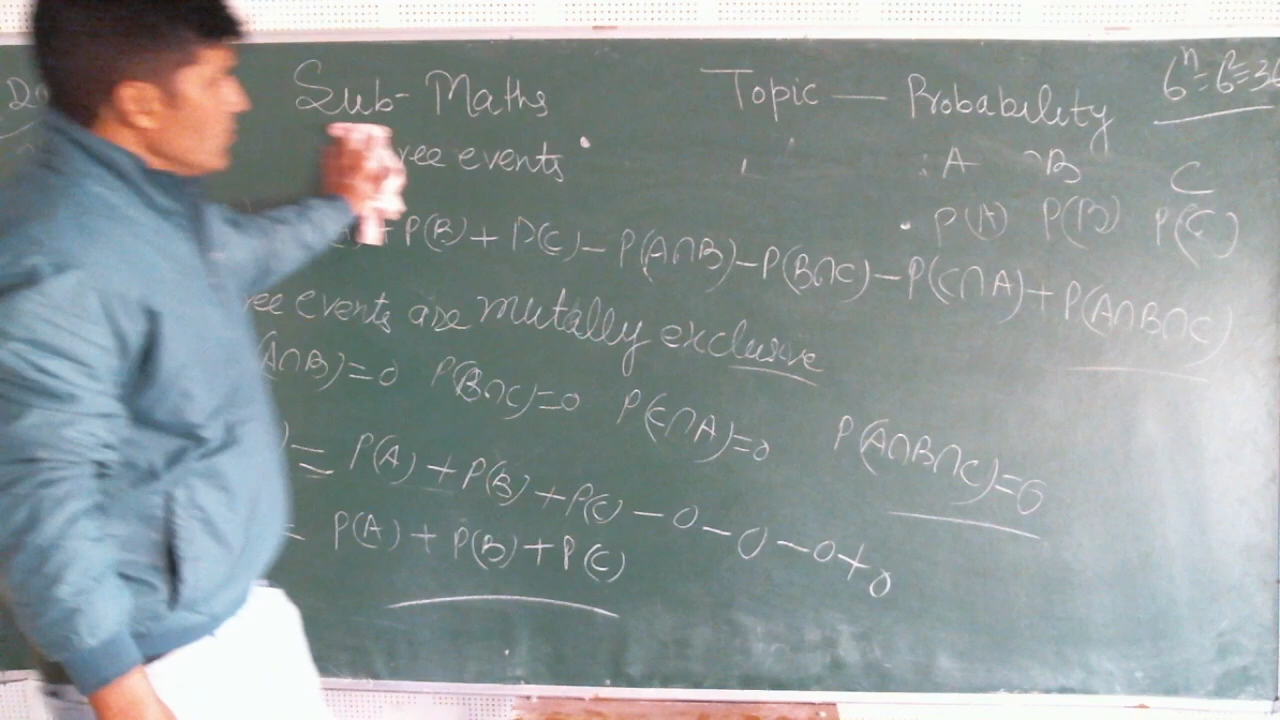 Sub- Maths Topic — Probability 6ⁿ=6²=36
ree events A B C
P(A) P(B) P(C)
+P(B)+P(C)-P(A∩B)-P(B∩C)-P(C∩A)+P(A∩B∩C)
ree events are mutally exclusive
A∩B)=0 P(B∩C)=0 P(C∩A)=0 P(A∩B∩C)=0
)= P(A)+P(B)+P(C)-0-0-0+0
= P(A)+P(B)+P(C)